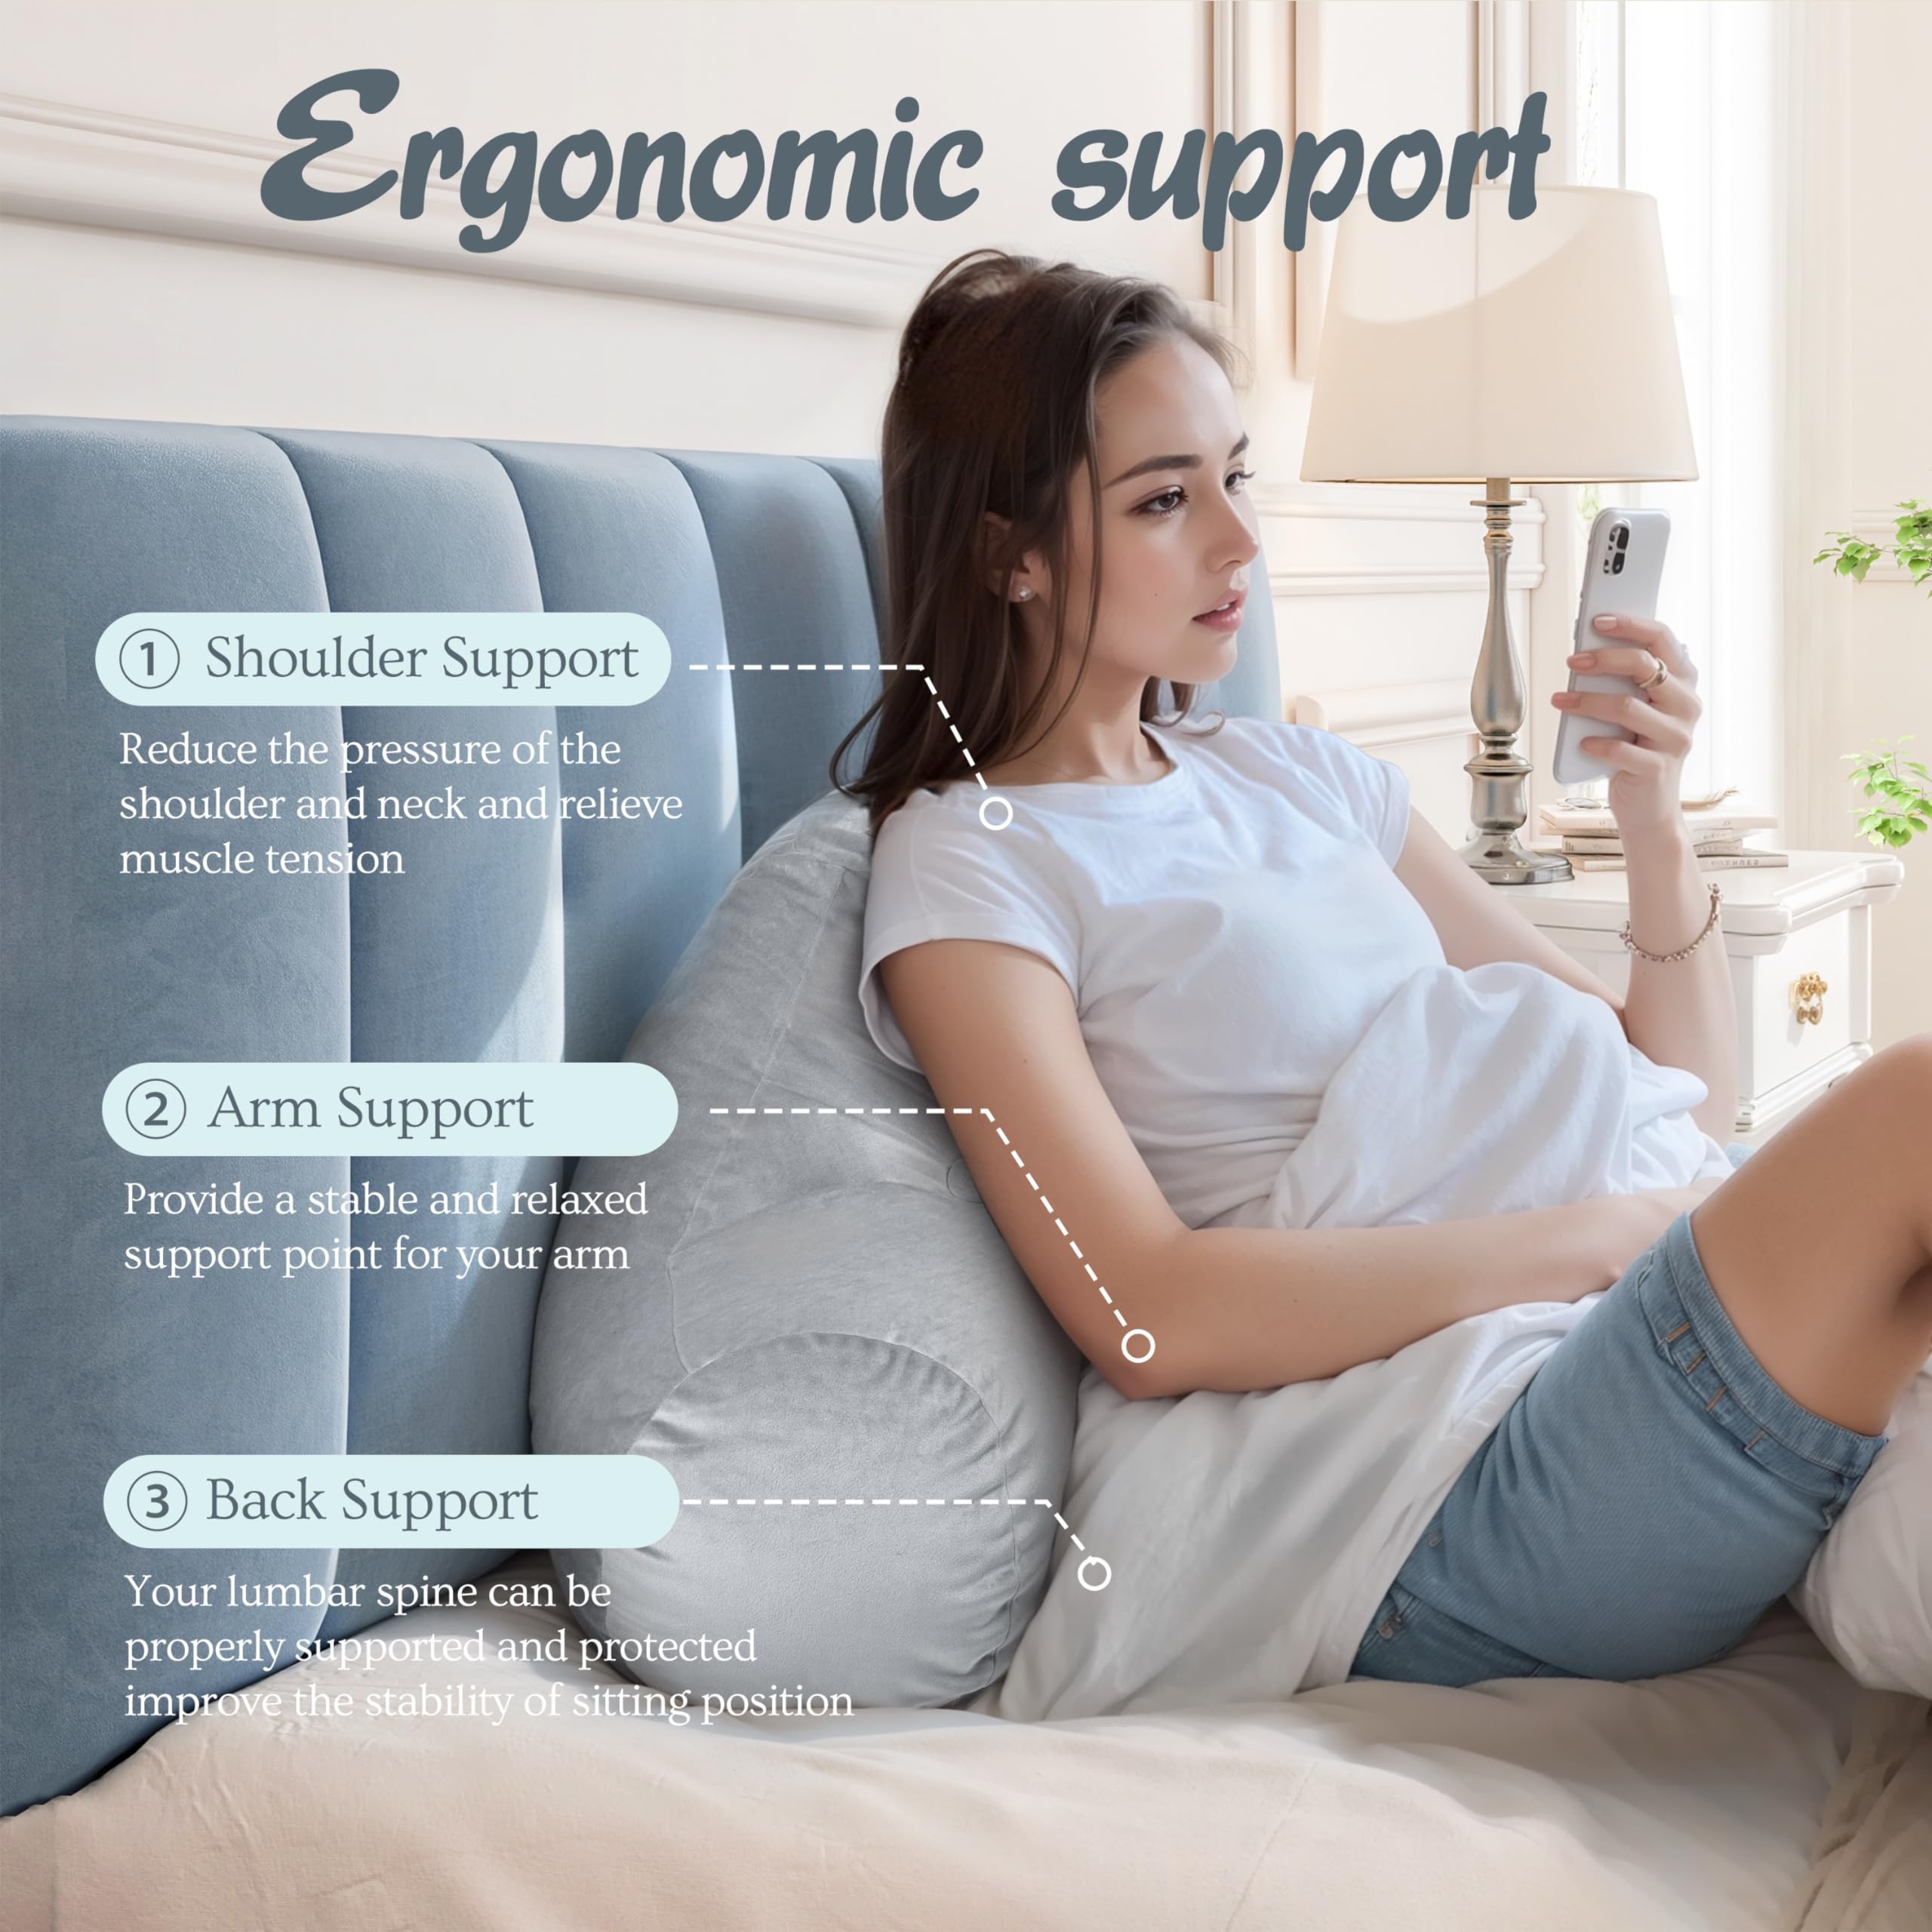 Ergonomic support
1 Shoulder Support
Reduce the pressure of the
shoulder and neck and relieve
muscle tension
2 Arm Support
Provide a stable and relaxed
support point for your arm
3 Back Support
Your lumbar spine can be
properly supported and protected
improve the stability of sitting position